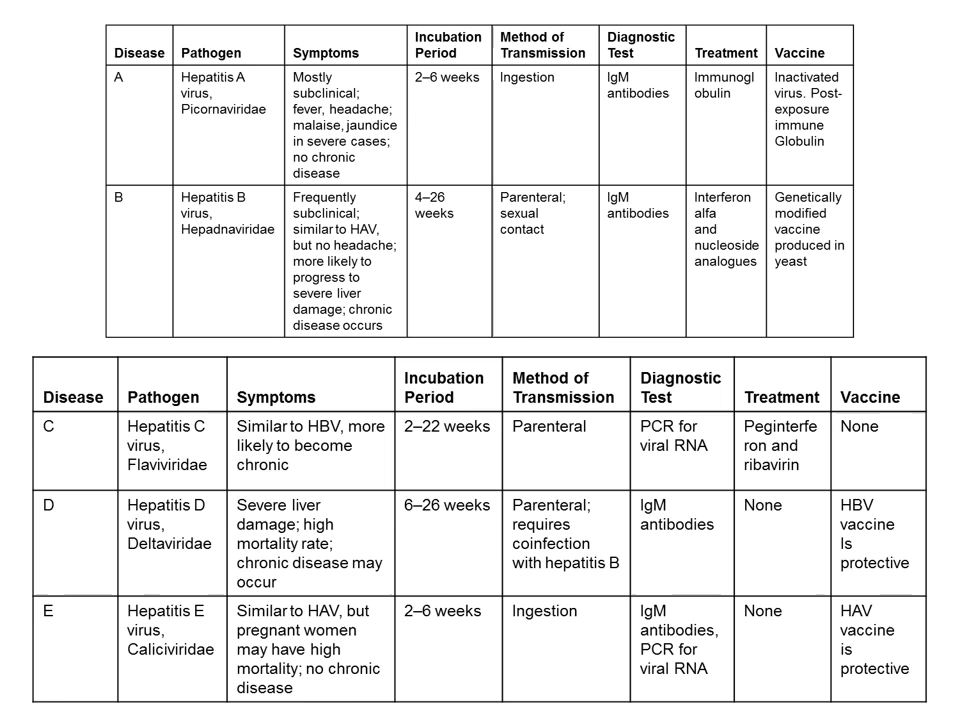 Disease Pathogen Symptoms Incubation Period Method of Transmission Diagnostic Test Treatment Vaccine
A
Hepatitis A
virus,
Picornaviridae
Mostly
subclinical;
fever, headache;
malaise, jaundice
in severe cases;
no chronic
disease
2–6 weeks
Ingestion
IgM
antibodies
Immunogl
obulin
Inactivated
virus. Post-
exposure
immune
Globulin
B
Hepatitis B
virus,
Hepadnaviridae
Frequently
subclinical;
similar to HAV,
but no headache;
more likely to
progress to
severe liver
damage; chronic
disease occurs
4–26
weeks
Parenteral;
sexual
contact
IgM
antibodies
Interferon
alfa
and
nucleoside
analogues
Genetically
modified
vaccine
produced in
yeast
Disease Pathogen Symptoms Incubation Period Method of Transmission Diagnostic Test Treatment Vaccine
C
Hepatitis C
virus,
Flaviviridae
Similar to HBV, more
likely to become
chronic
2–22 weeks
Parenteral
PCR for
viral RNA
Peginterfe
ron and
ribavirin
None
D
Hepatitis D
virus,
Deltaviridae
Severe liver
damage; high
mortality rate;
chronic disease may
occur
6–26 weeks
Parenteral;
requires
coinfection
with hepatitis B
IgM
antibodies
None
HBV
vaccine
Is
protective
E
Hepatitis E
virus,
Caliciviridae
Similar to HAV, but
pregnant women
may have high
mortality; no chronic
disease
2–6 weeks
Ingestion
IgM
antibodies,
PCR for
viral RNA
None
HAV
vaccine
is
protective